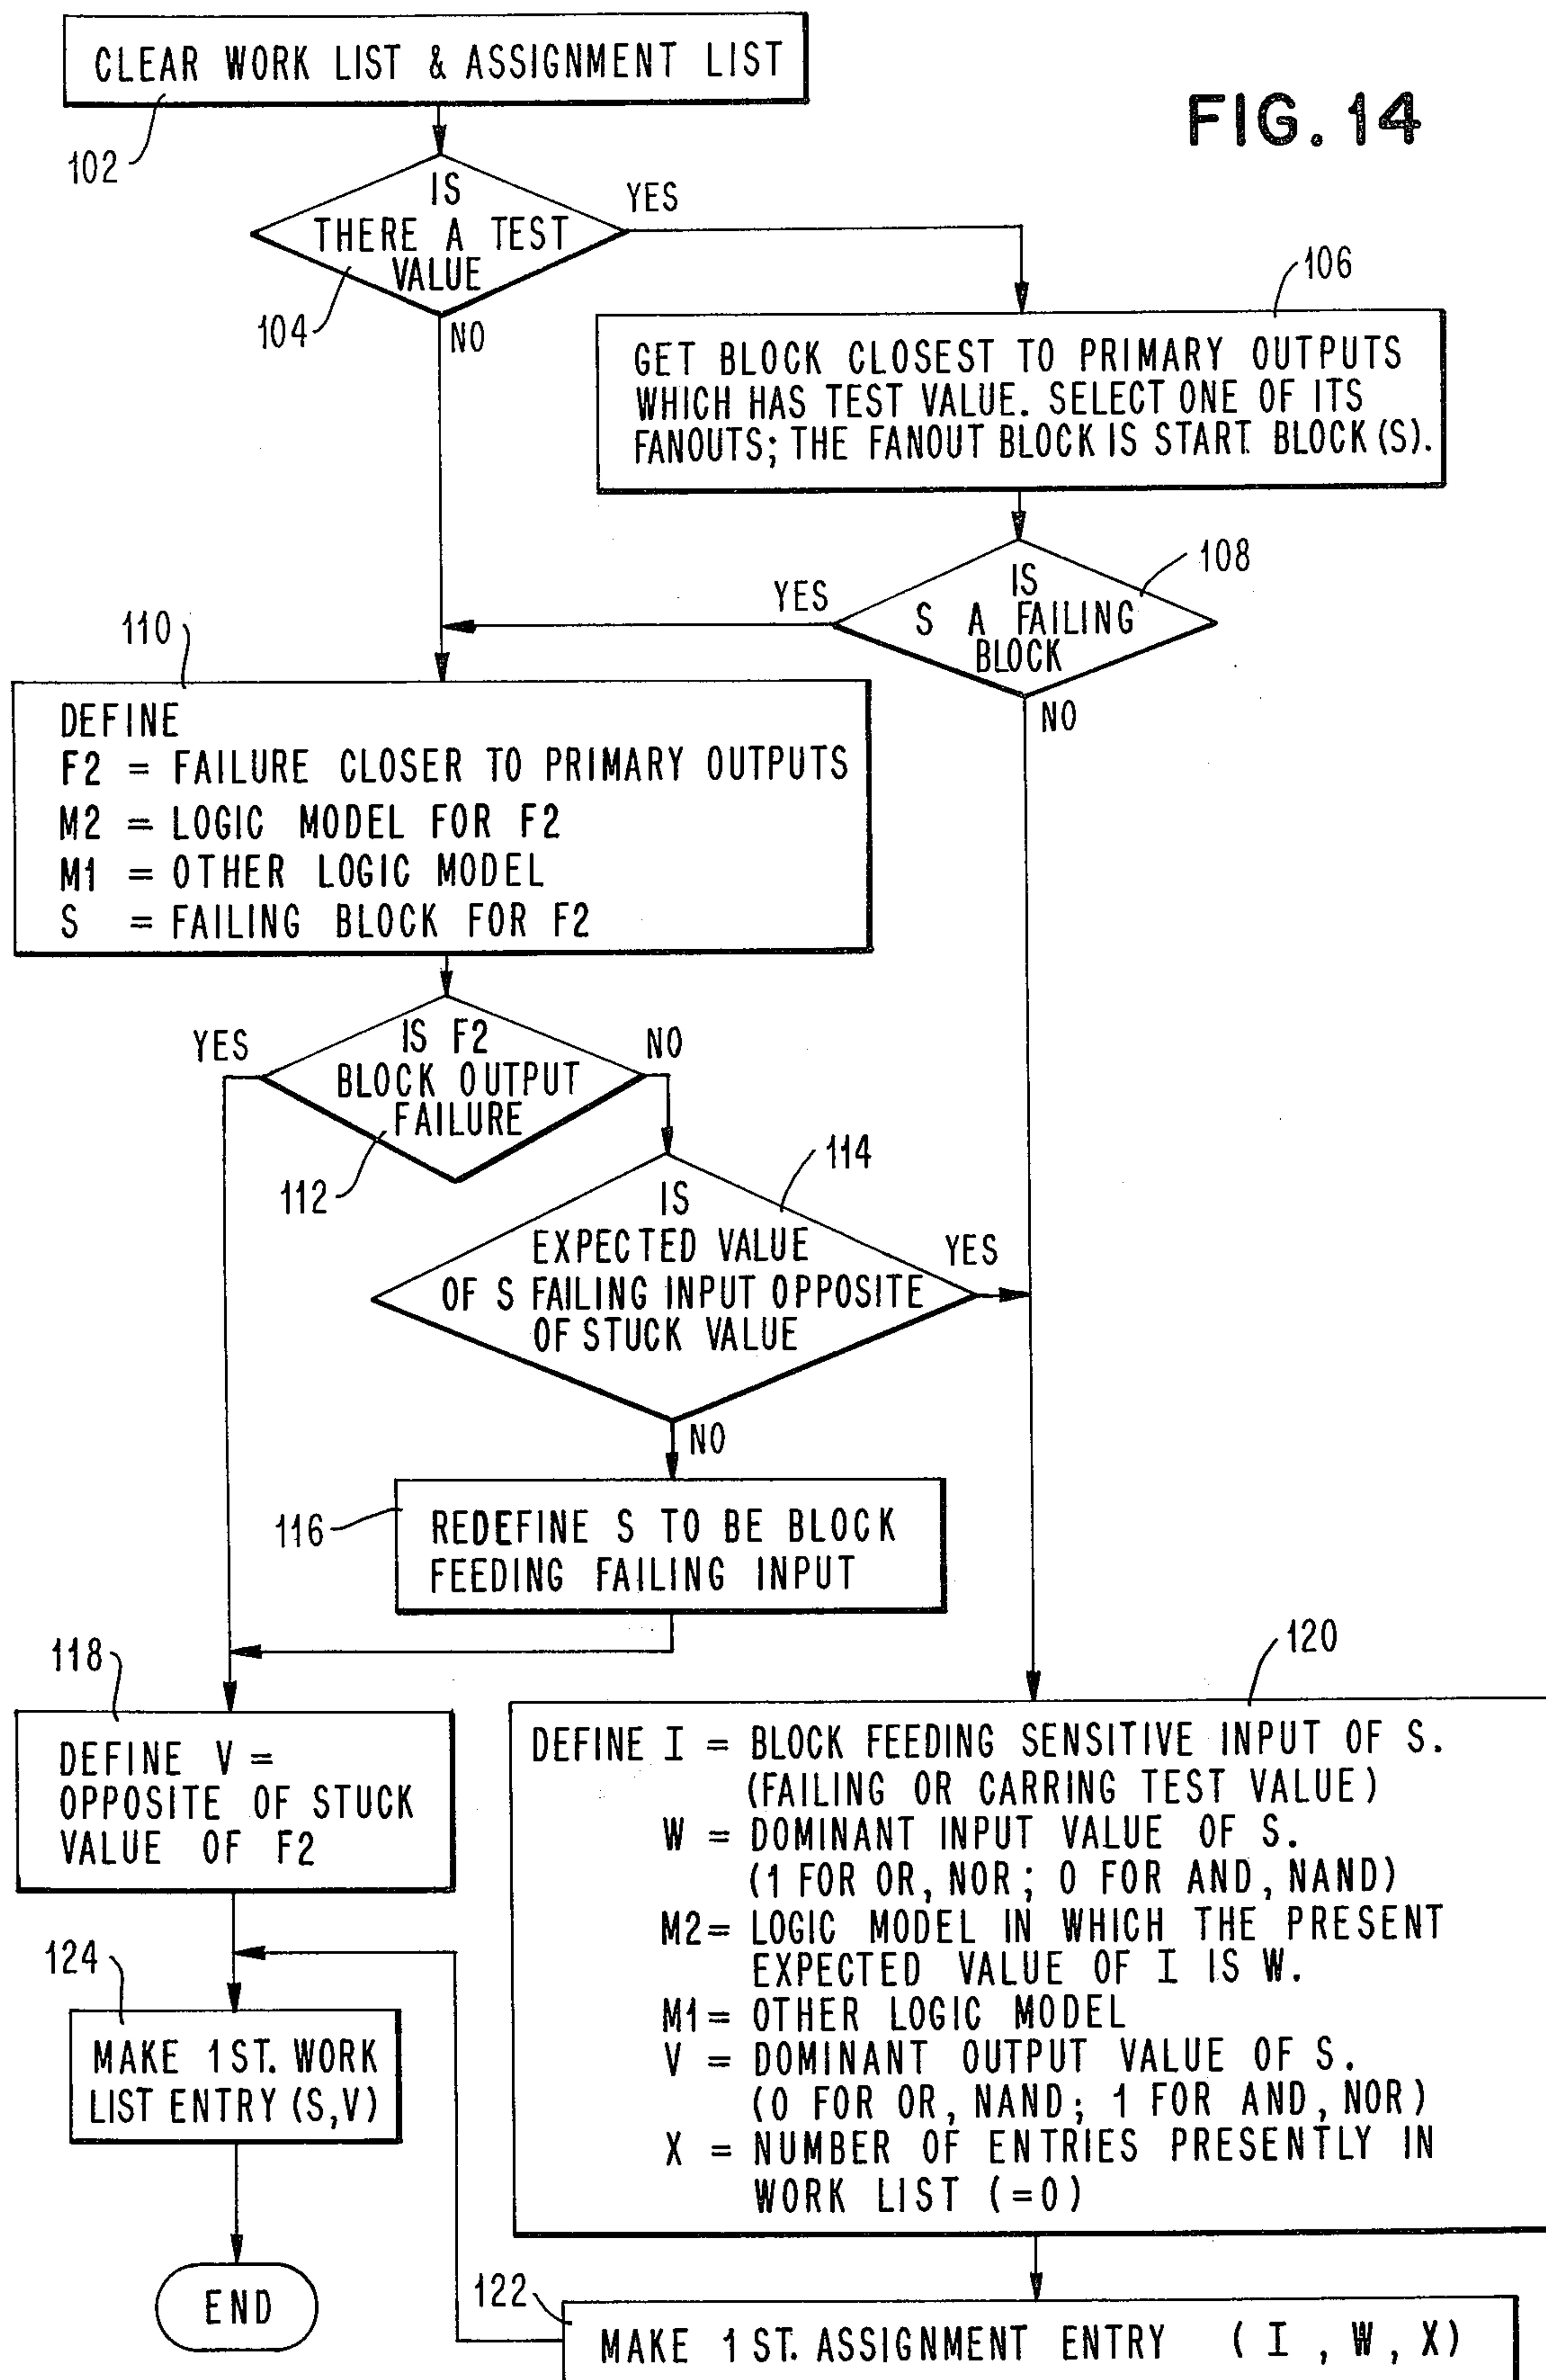 CLEAR WORK LIST & ASSIGNMENT LIST
FIG. 14
102
IS
THERE A TEST
VALUE
YES
104
NO
106
GET BLOCK CLOSEST TO PRIMARY OUTPUTS
WHICH HAS TEST VALUE. SELECT ONE OF ITS
FANOUTS; THE FANOUT BLOCK IS START BLOCK (S).
108
IS
S A FAILING
BLOCK
YES
NO
110
DEFINE
F2 = FAILURE CLOSER TO PRIMARY OUTPUTS
M2 = LOGIC MODEL FOR F2
M1 = OTHER LOGIC MODEL
S = FAILING BLOCK FOR F2
YES
IS F2
BLOCK OUTPUT
FAILURE
NO
112
114
IS
EXPECTED VALUE
OF S FAILING INPUT OPPOSITE
OF STUCK VALUE
YES
NO
116
REDEFINE S TO BE BLOCK
FEEDING FAILING INPUT
118
DEFINE V =
OPPOSITE OF STUCK
VALUE OF F2
120
DEFINE I = BLOCK FEEDING SENSITIVE INPUT OF S.
(FAILING OR CARRING TEST VALUE)
W = DOMINANT INPUT VALUE OF S.
(1 FOR OR, NOR; 0 FOR AND, NAND)
M2= LOGIC MODEL IN WHICH THE PRESENT
EXPECTED VALUE OF I IS W.
M1= OTHER LOGIC MODEL
V = DOMINANT OUTPUT VALUE OF S.
(0 FOR OR, NAND; 1 FOR AND, NOR)
X = NUMBER OF ENTRIES PRESENTLY IN
WORK LIST (=0)
124
MAKE 1ST. WORK
LIST ENTRY (S,V)
END
122
MAKE 1ST. ASSIGNMENT ENTRY (I, W, X)